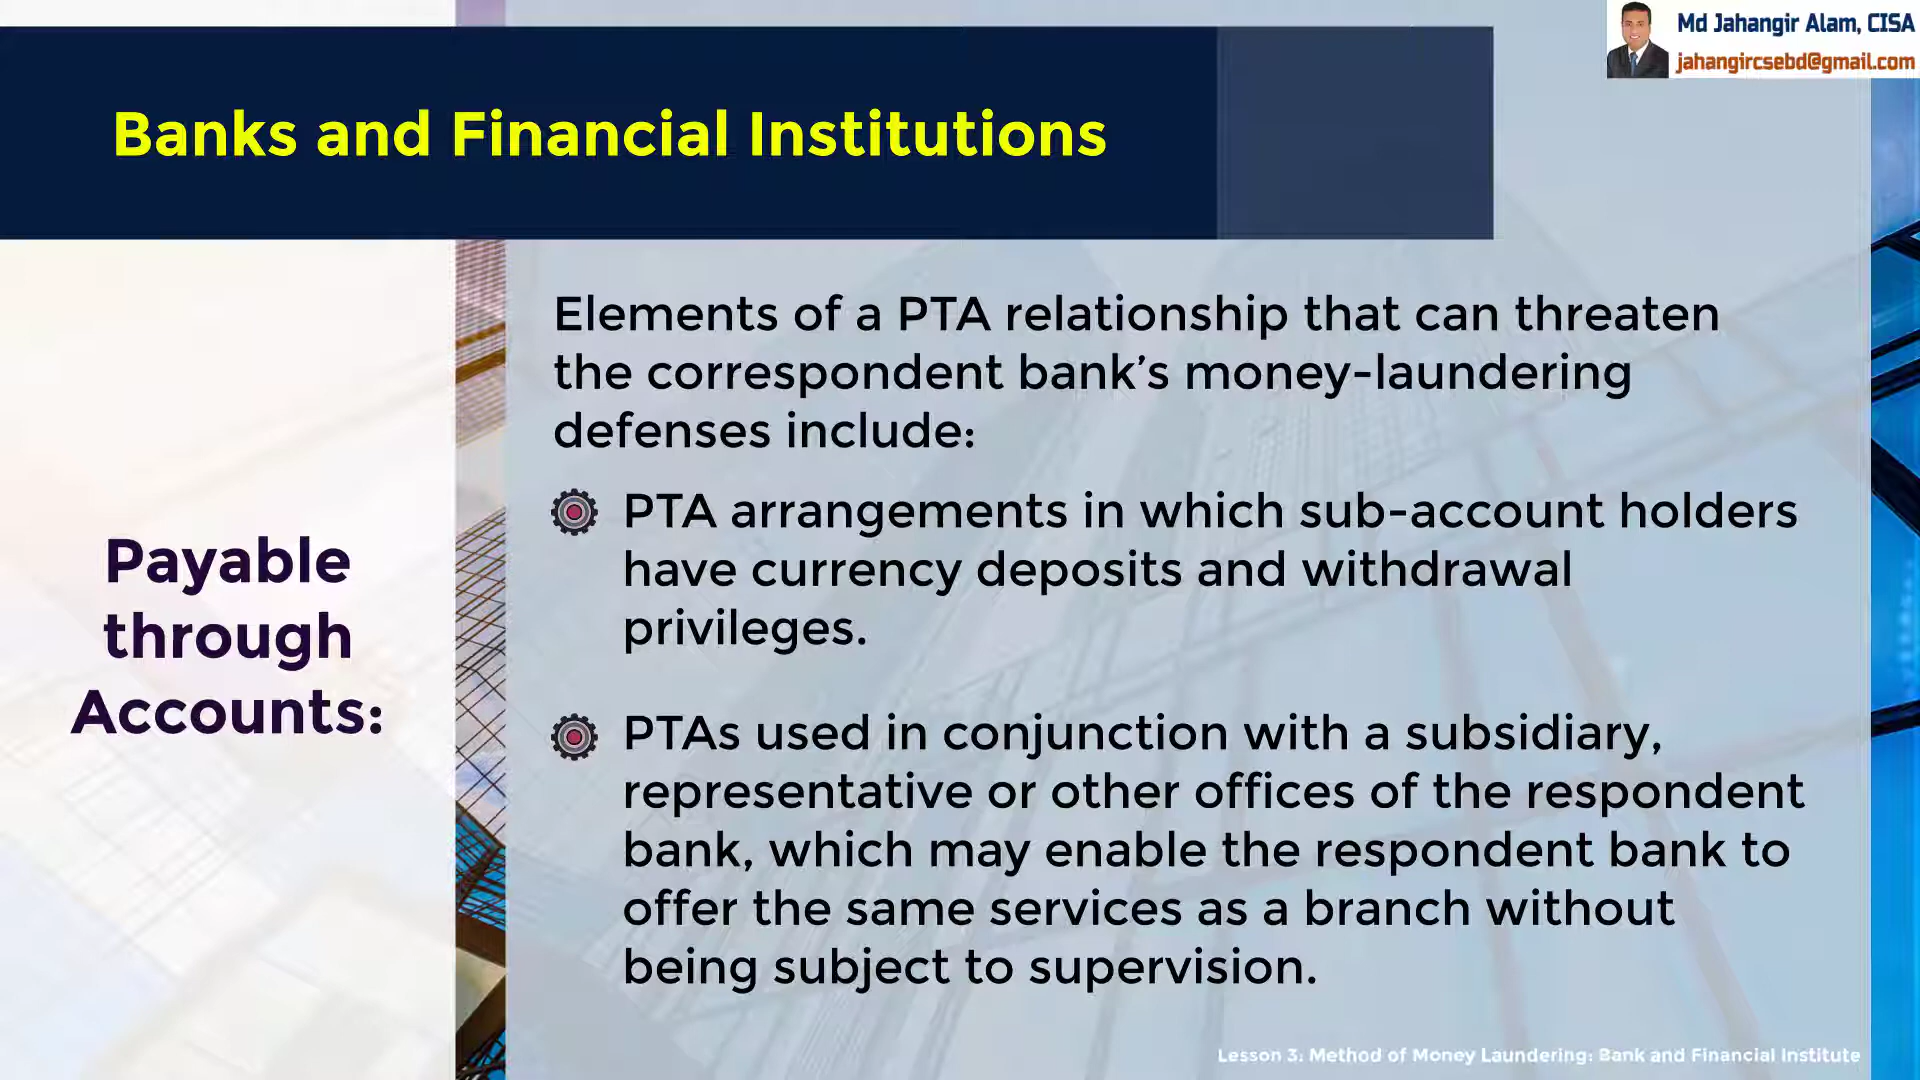 Md Jahangir Alam, CISA
jahangircsebd@gmail.com
Banks and Financial Institutions
Payable
through
Accounts:
Elements of a PTA relationship that can threaten
the correspondent bank's money-laundering
defenses include:
PTA arrangements in which sub-account holders
have currency deposits and withdrawal
privileges.
PTAs used in conjunction with a subsidiary,
representative or other offices of the respondent
bank, which may enable the respondent bank to
offer the same services as a branch without
being subject to supervision.
Lesson 3. Method of Money Laundering: Bank and Financial Institute